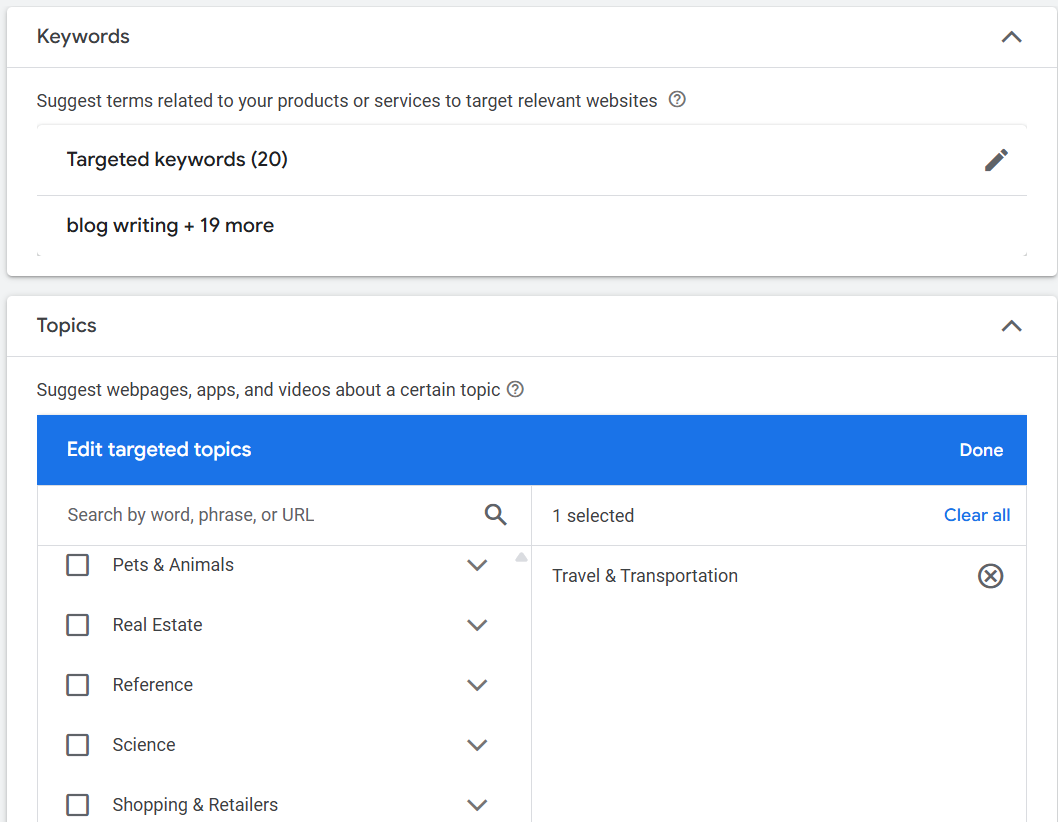 Keywords
Suggest terms related to your products or services to target relevant websites
Targeted keywords (20)
blog writing + 19 more
Topics
Suggest webpages, apps, and videos about a certain topic
Edit targeted topics Done
Search by word, phrase, or URL
1 selected Clear all
Pets & Animals
Real Estate
Reference
Science
Shopping & Retailers
Travel & Transportation